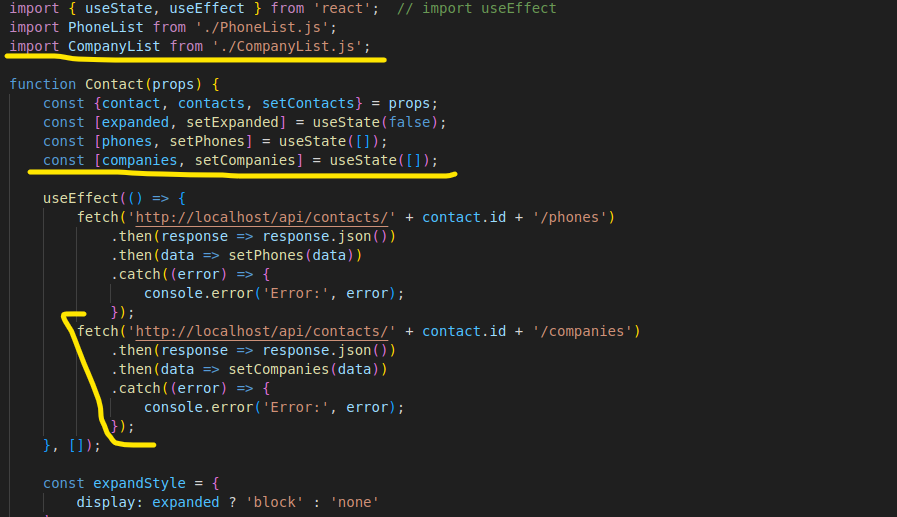 import { useState, useEffect } from 'react';  // import useEffect
import PhoneList from './PhoneList.js';
import CompanyList from './CompanyList.js';
function Contact(props) {
    const {contact, contacts, setContacts} = props;
    const [expanded, setExpanded] = useState(false);
    const [phones, setPhones] = useState([]);
    const [companies, setCompanies] = useState([]);
    useEffect(() => {
        fetch('http://localhost/api/contacts/' + contact.id + '/phones')
            .then(response => response.json())
            .then(data => setPhones(data))
            .catch((error) => {
                console.error('Error:', error);
            });
        fetch('http://localhost/api/contacts/' + contact.id + '/companies')
            .then(response => response.json())
            .then(data => setCompanies(data))
            .catch((error) => {
                console.error('Error:', error);
            });
    }, []);
    const expandStyle = {
        display: expanded ? 'block' : 'none'